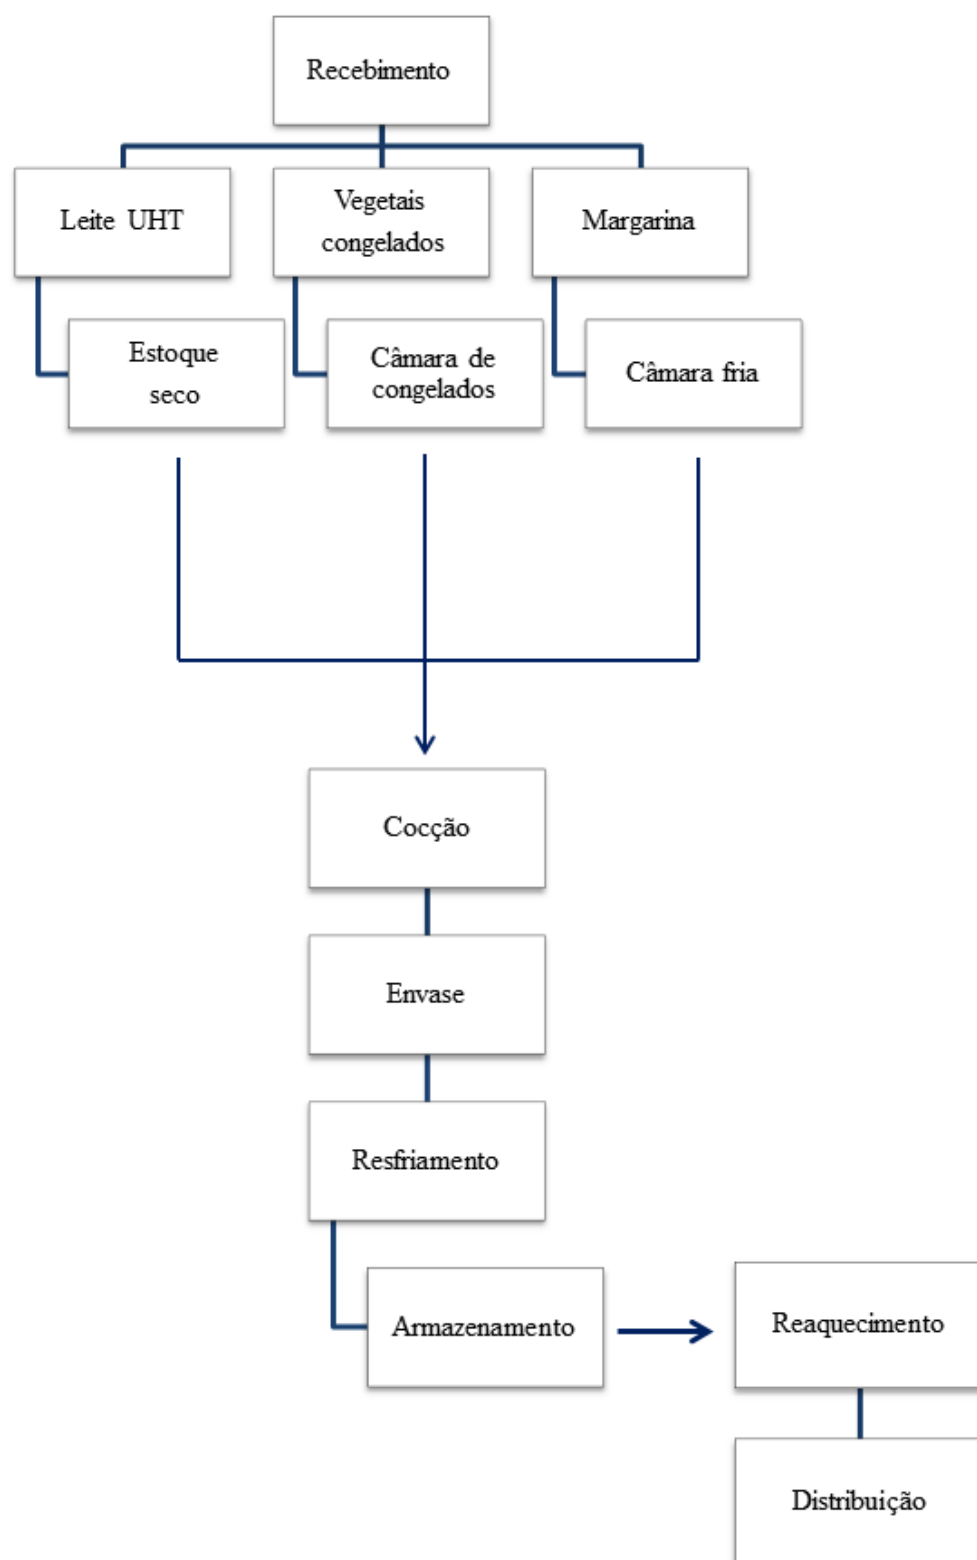 Recebimento
Leite UHT
Vegetais
congelados
Margarina
Estoque
seco
Câmara de
congelados
Câmara fria
Cocção
Envase
Resfriamento
Armazenamento
Reaquecimento
Distribuição